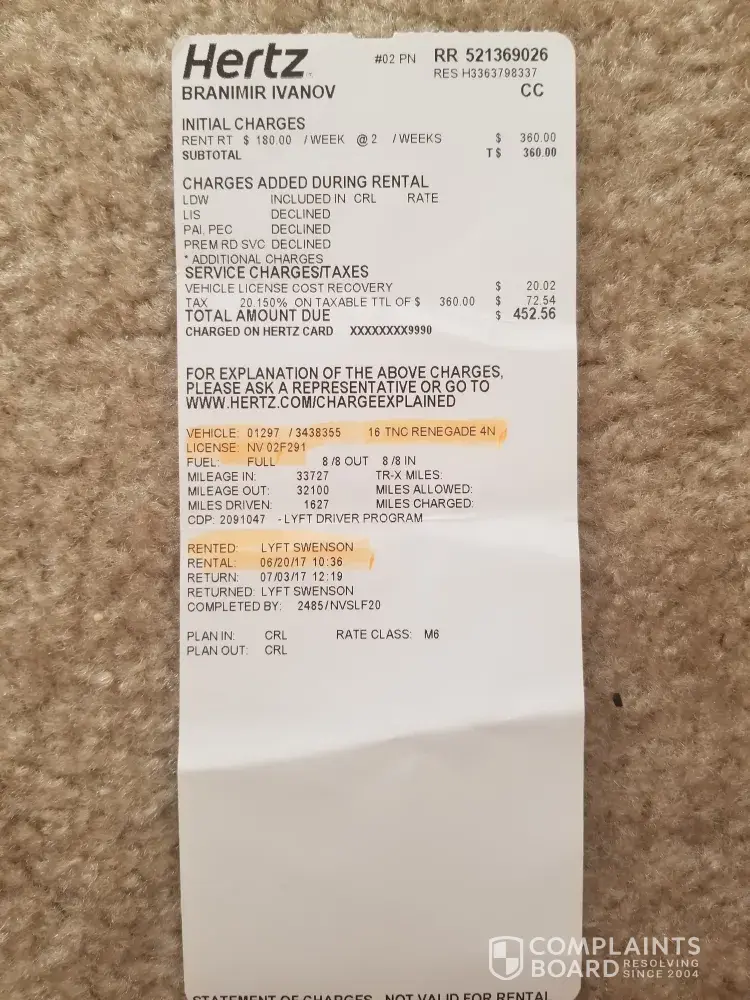 Hertz #02 PN RR 521369026
RES H3363798337
BRANIMIR IVANOV CC
INITIAL CHARGES
RENT RT $ 180.00 /WEEK @ 2 /WEEKS $ 360.00
SUBTOTAL T $ 360.00
CHARGES ADDED DURING RENTAL
LDW INCLUDED IN CRL RATE
LIS DECLINED
PAI, PEC DECLINED
PREM RD SVC DECLINED
* ADDITIONAL CHARGES
SERVICE CHARGES/TAXES
VEHICLE LICENSE COST RECOVERY $ 20.02
TAX 20.150% ON TAXABLE TTL OF $ 360.00 $ 72.54
TOTAL AMOUNT DUE $ 452.56
CHARGED ON HERTZ CARD XXXXXXXX9990
FOR EXPLANATION OF THE ABOVE CHARGES,
PLEASE ASK A REPRESENTATIVE OR GO TO
WWW.HERTZ.COM/CHARGEEXPLAINED
VEHICLE: 01297 /3438355 16 TNC RENEGADE 4N
LICENSE: NV 02F291
FUEL: FULL 8/8 OUT 8/8 IN
MILEAGE IN: 33727 TR-X MILES:
MILEAGE OUT: 32100 MILES ALLOWED:
MILES DRIVEN: 1627 MILES CHARGED:
CDP: 2091047 - LYFT DRIVER PROGRAM
RENTED: LYFT SWENSON
RENTAL: 06/20/17 10:36
RETURN: 07/03/17 12:19
RETURNED: LYFT SWENSON
COMPLETED BY: 2485/NVSLF20
PLAN IN: CRL RATE CLASS: M6
PLAN OUT: CRL
STATEMENT OF CHARGES - NOT VALID FOR RENTAL
COMPLAINTS
BOARD RESOLVING
SINCE 2004